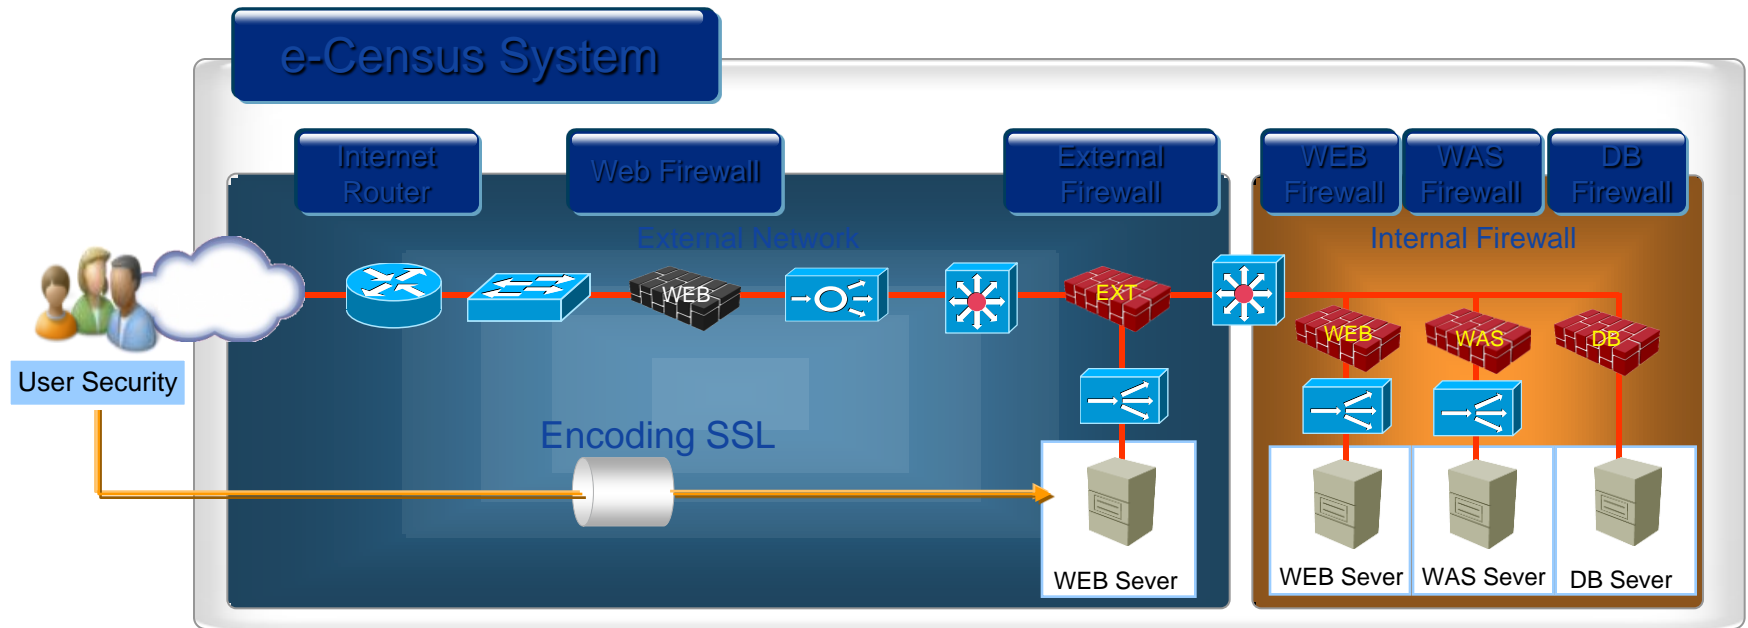 e-Census System
Internet
Router
Web Firewall
External
Firewall
WEB
Firewall
WAS
Firewall
DB
Firewall
External Network
Internal Firewall
WEB
EXT
WEB
WAS
DB
User Security
Encoding SSL
WEB Sever
WEB Sever
WAS Sever
DB Sever